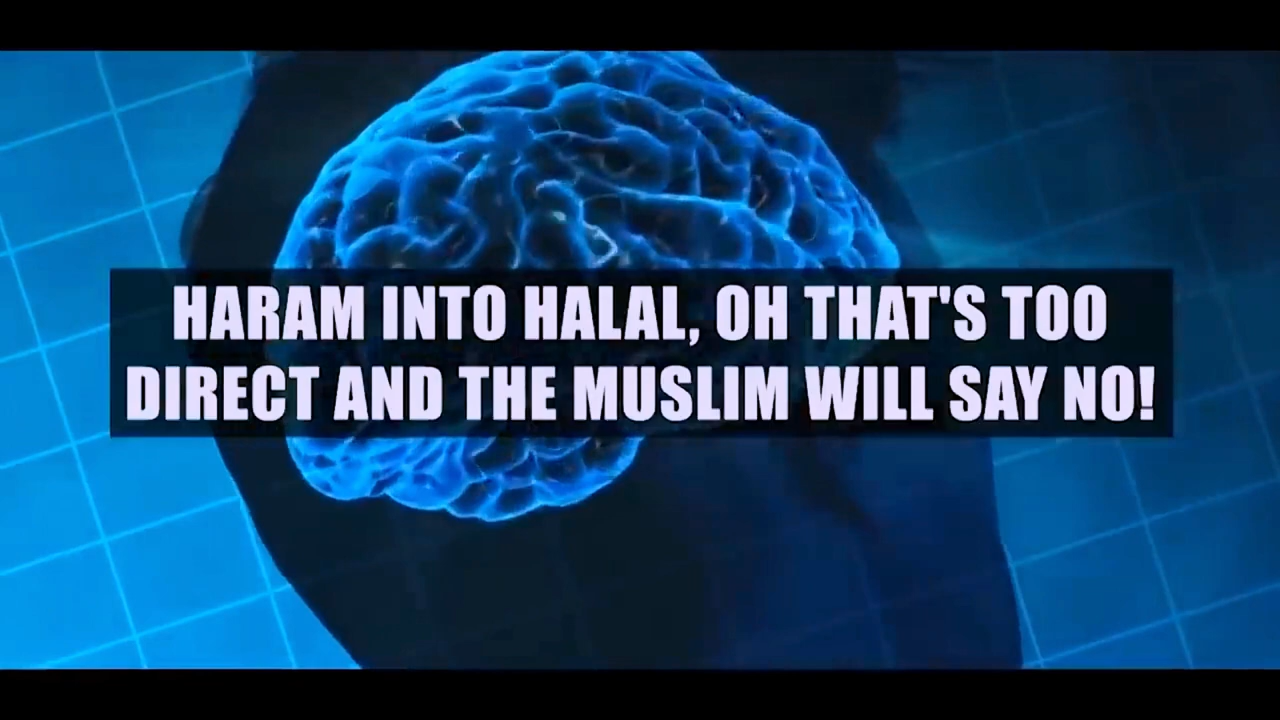 HARAM INTO HALAL, OH THAT'S TOO
DIRECT AND THE MUSLIM WILL SAY NO!